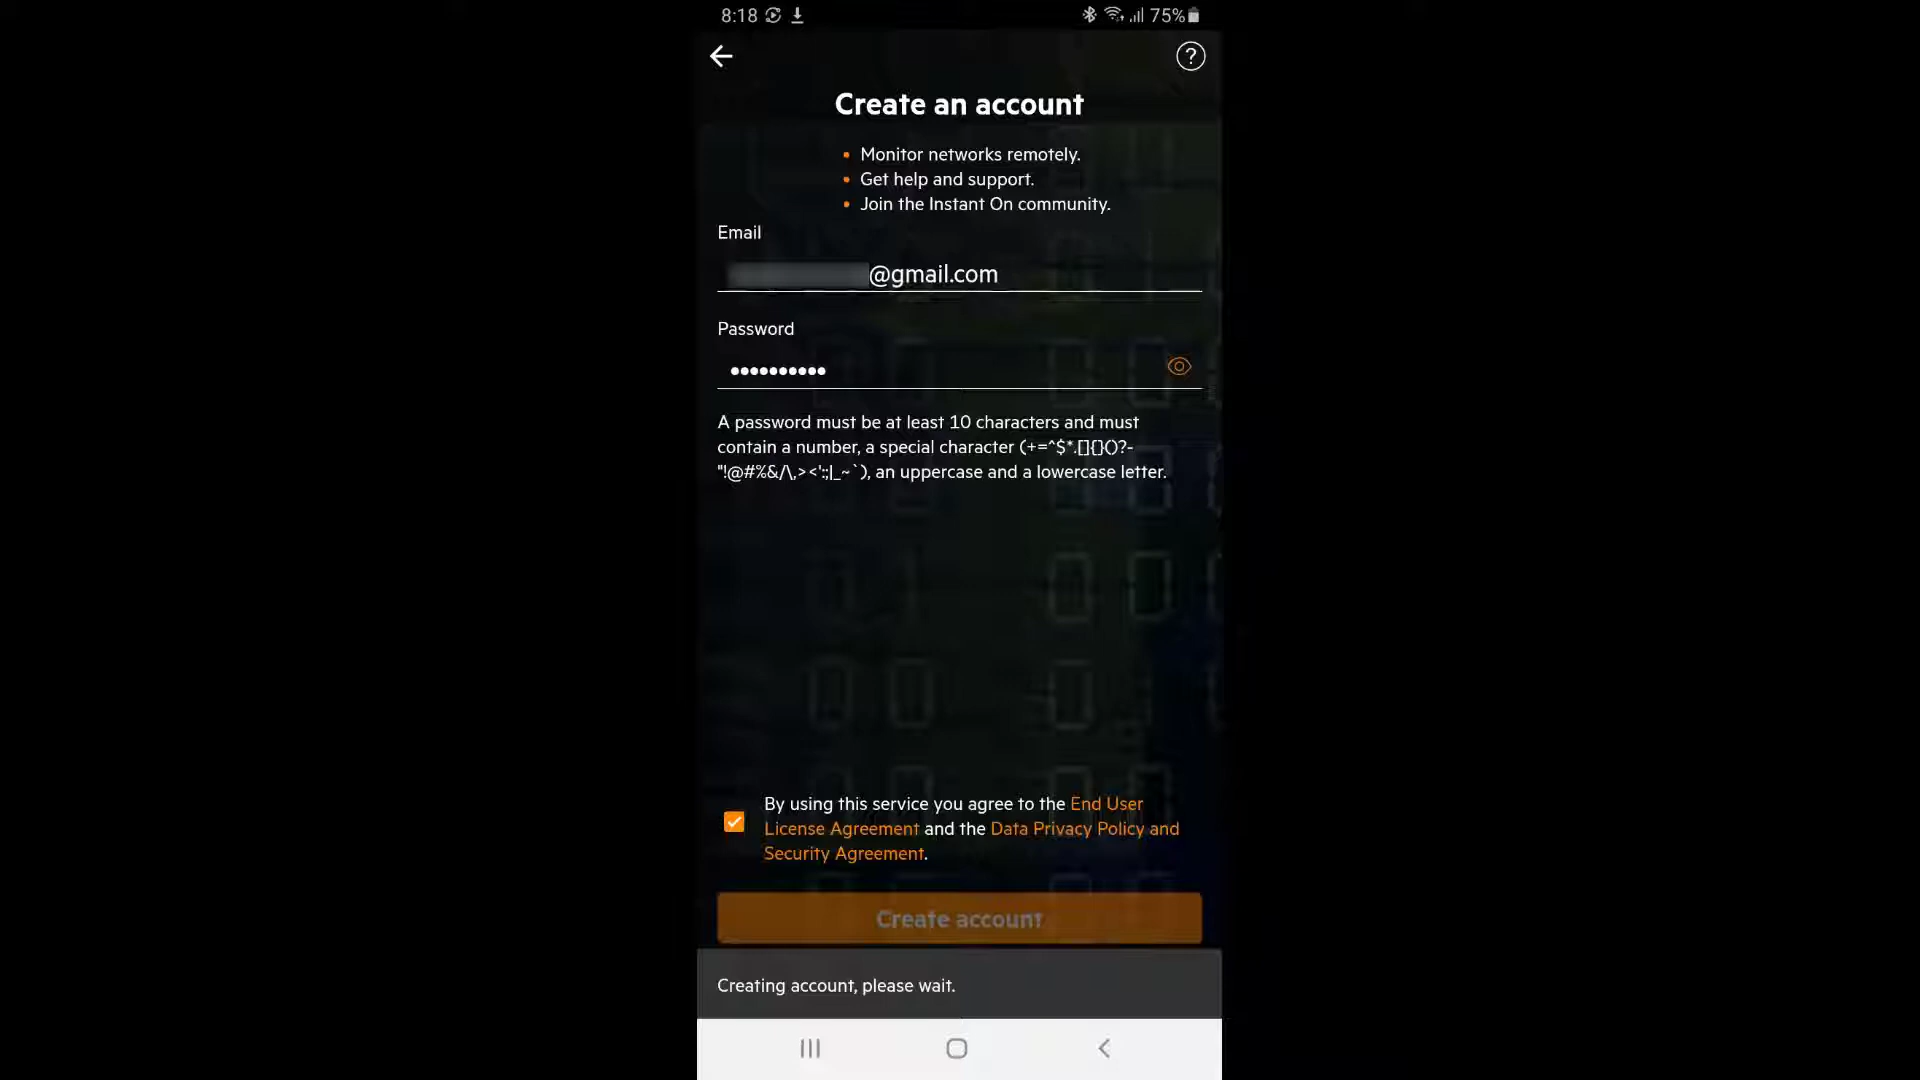 8:18 75%
Create an account
• Monitor networks remotely.
• Get help and support.
• Join the Instant On community.
Email
@gmail.com
Password
••••••••••
A password must be at least 10 characters and must
contain a number, a special character (+=^$*.[]{}()?-
"!@#%&/\,><':;|_~`), an uppercase and a lowercase letter.
By using this service you agree to the End User
License Agreement and the Data Privacy Policy and
Security Agreement.
Create account
Creating account, please wait.